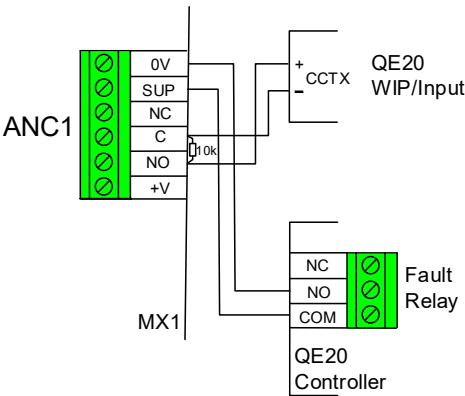 ANC1
0V
SUP
NC
C
NO
+V
10k
MX1
+
−
CCTX
QE20
WIP/Input
NC
NO
COM
Fault
Relay
QE20
Controller